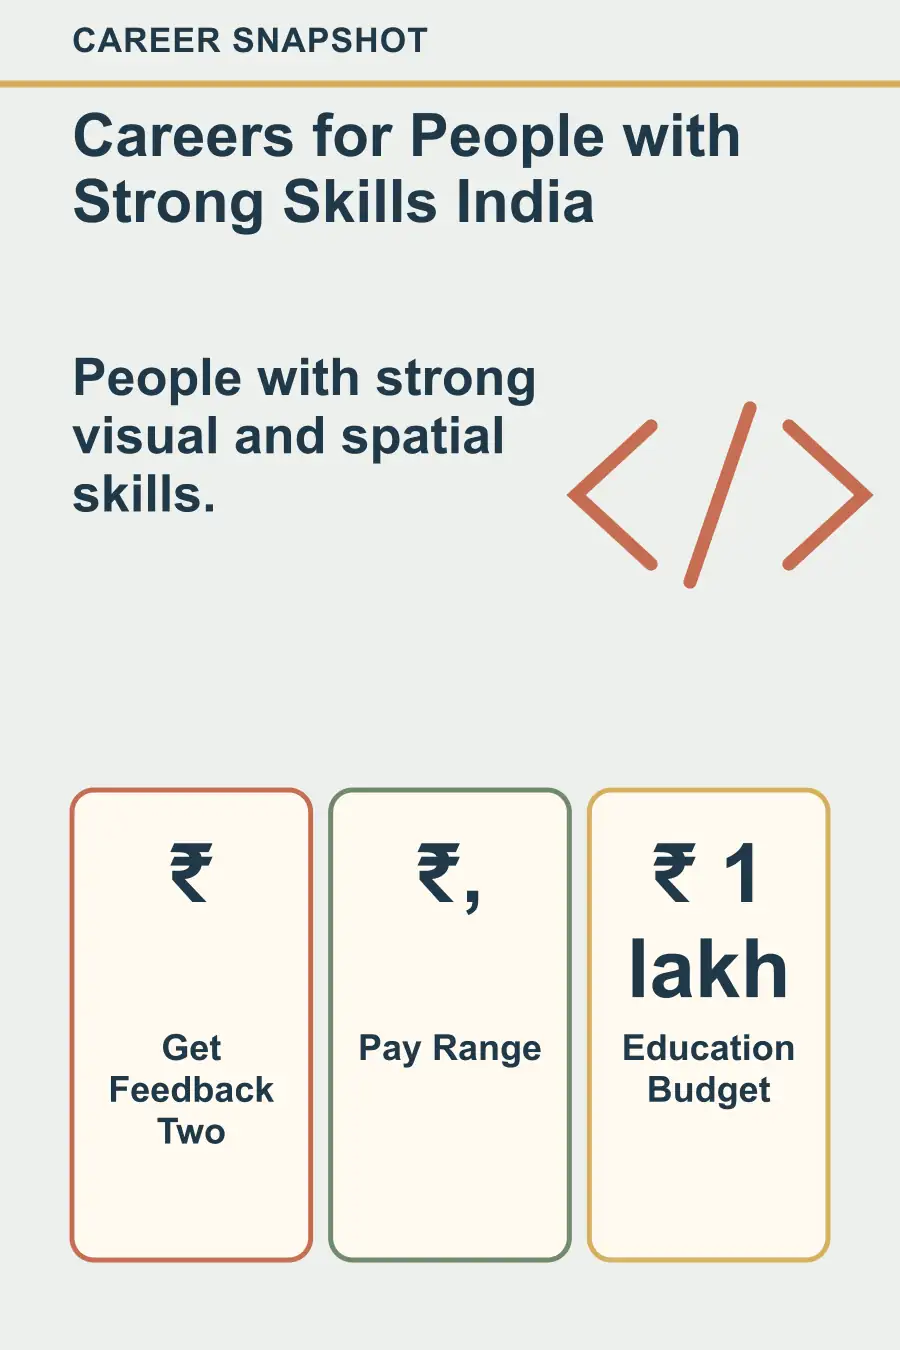 CAREER SNAPSHOT
Careers for People with
Strong Skills India
People with strong
visual and spatial
skills.
₹
Get
Feedback
Two
₹,
Pay Range
₹ 1
lakh
Education
Budget